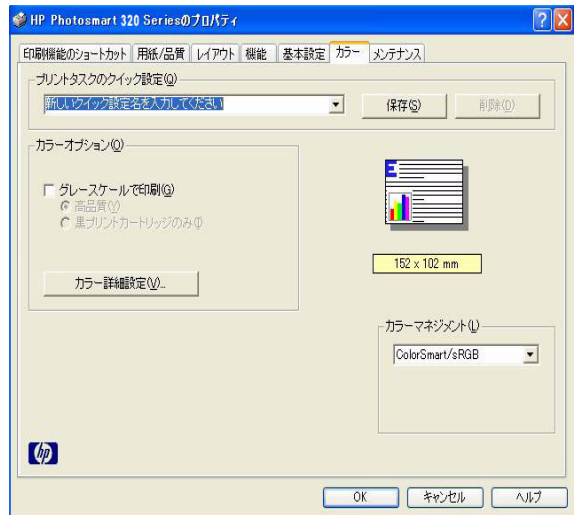 HP Photosmart 320 Seriesのプロパティ
印刷機能のショートカット 用紙/品質 レイアウト 機能 基本設定 カラー メンテナンス
プリントタスクのクイック設定(Q)
新しいクイック設定名を入力してください 保存(S) 削除(D)
カラーオプション(O)
グレースケールで印刷(G)
高品質(Y)
黒プリントカートリッジのみ(I)
カラー詳細設定(V)...
E
152 x 102 mm
カラーマネジメント(L)
ColorSmart/sRGB
hp
OK キャンセル ヘルプ